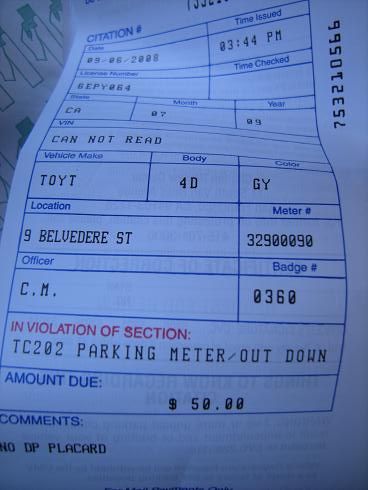 CITATION #
Time Issued
Date
03:44 PM
09-06-2008
License Number
Time Checked
6EPY064
State
Month
Year
CA
07
09
VIN
CAN NOT READ
Vehicle Make
Body
Color
TOYT
4D
GY
Location
Meter #
9 BELVEDERE ST
32900090
Officer
Badge #
C.M.
0360
IN VIOLATION OF SECTION:
TC202 PARKING METER/OUT DOWN
AMOUNT DUE:
$ 50.00
COMMENTS:
NO DP PLACARD
753210566